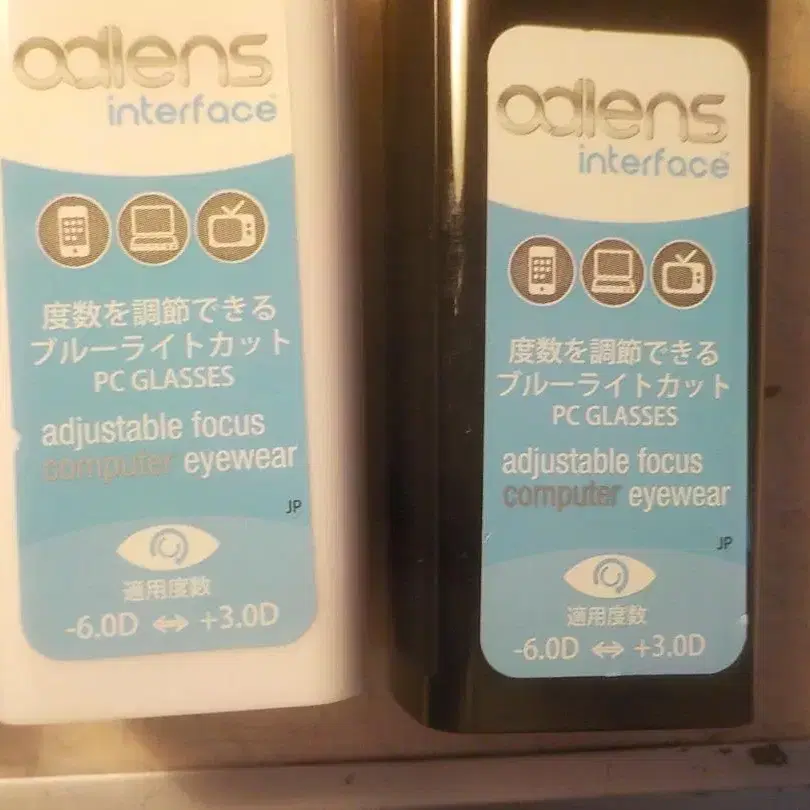 adlens
interface™
度数を調節できる
ブルーライトカット
PC GLASSES
adjustable focus
computer eyewear
JP
適用度数
-6.0D ⇔ +3.0D
adlens
interface™
度数を調節できる
ブルーライトカット
PC GLASSES
adjustable focus
computer eyewear
JP
適用度数
-6.0D ⇔ +3.0D